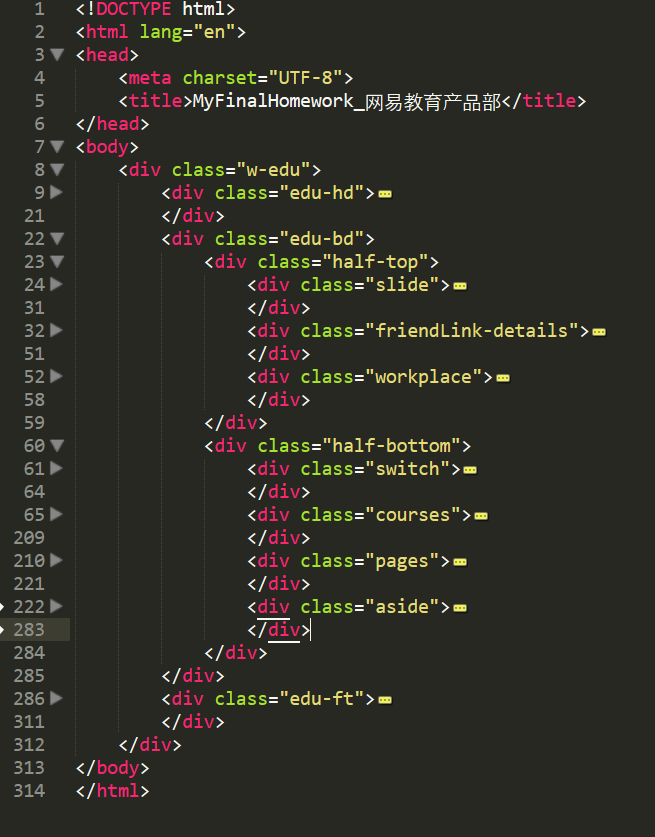 1 <!DOCTYPE html>
2 <html lang="en">
3 <head>
4 <meta charset="UTF-8">
5 <title>MyFinalHomework_网易教育产品部</title>
6 </head>
7 <body>
8 <div class="w-edu">
9 <div class="edu-hd">
21 </div>
22 <div class="edu-bd">
23 <div class="half-top">
24 <div class="slide">
31 </div>
32 <div class="friendLink-details">
51 </div>
52 <div class="workplace">
58 </div>
59 </div>
60 <div class="half-bottom">
61 <div class="switch">
64 </div>
65 <div class="courses">
209 </div>
210 <div class="pages">
221 </div>
222 <div class="aside">
283 </div>
284 </div>
285 </div>
286 <div class="edu-ft">
311 </div>
312 </div>
313 </body>
314 </html>